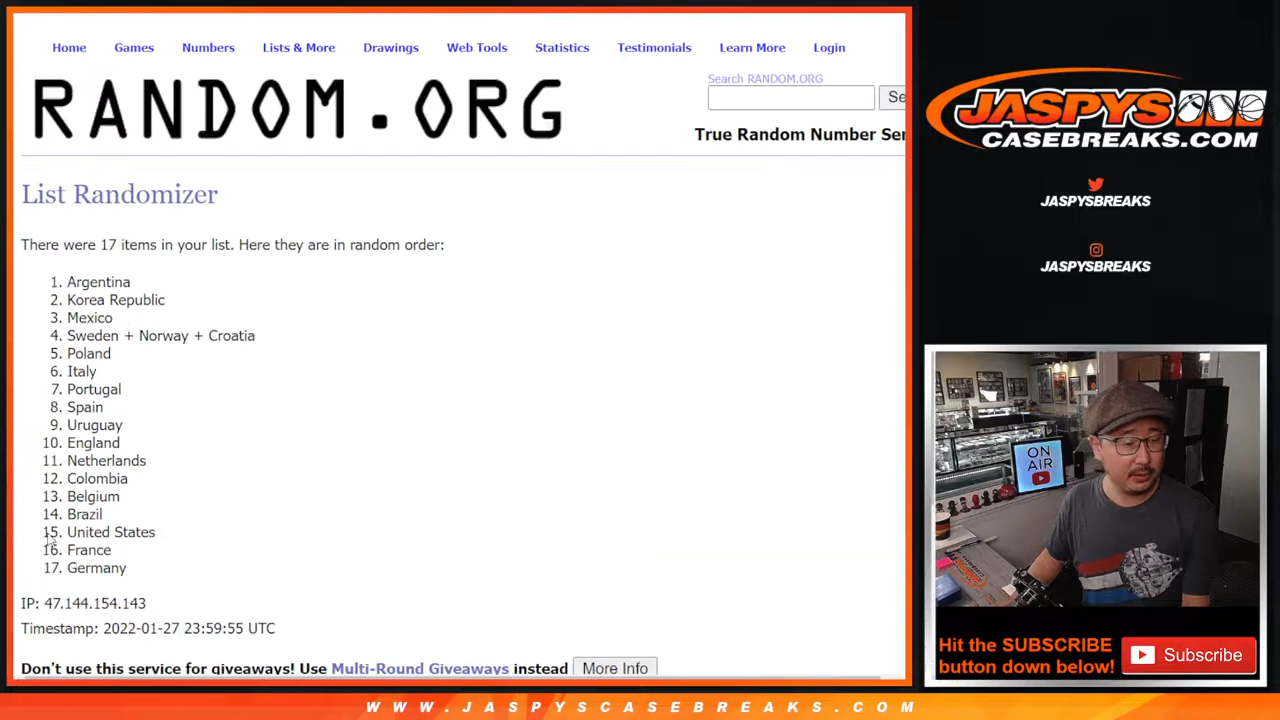 Home Games Numbers Lists & More Drawings Web Tools Statistics Testimonials Learn More Login
Search RANDOM.ORG
RANDOM.ORG
Se
True Random Number Ser
List Randomizer
There were 17 items in your list. Here they are in random order:
1. Argentina
2. Korea Republic
3. Mexico
4. Sweden + Norway + Croatia
5. Poland
6. Italy
7. Portugal
8. Spain
9. Uruguay
10. England
11. Netherlands
12. Colombia
13. Belgium
14. Brazil
15. United States
16. France
17. Germany
IP: 47.144.154.143
Timestamp: 2022-01-27 23:59:55 UTC
Don't use this service for giveaways! Use Multi-Round Giveaways instead More Info
JASPYS
CASEBREAKS.COM
JASPYSBREAKS
JASPYSBREAKS
ON
AIR
Hit the SUBSCRIBE
button down below!
Subscribe
WWW.JASPYSCASEBREAKS.COM